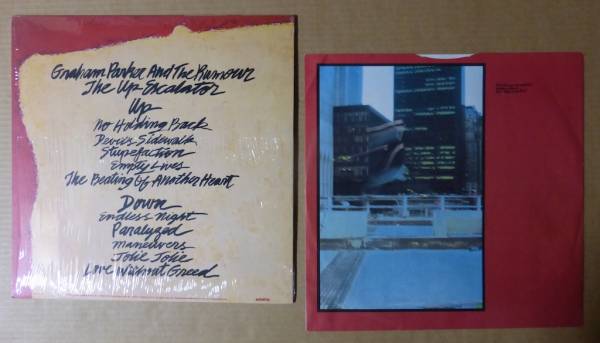 Graham Parker And The Rumour
The Up Escalator
Up
No Holding Back
Devil's Sidewalk
Stupefaction
Empty Lives
The Beating Of Another Heart
Down
Endless Night
Paralyzed
Maneuvers
Jolie Jolie
Love Without Greed